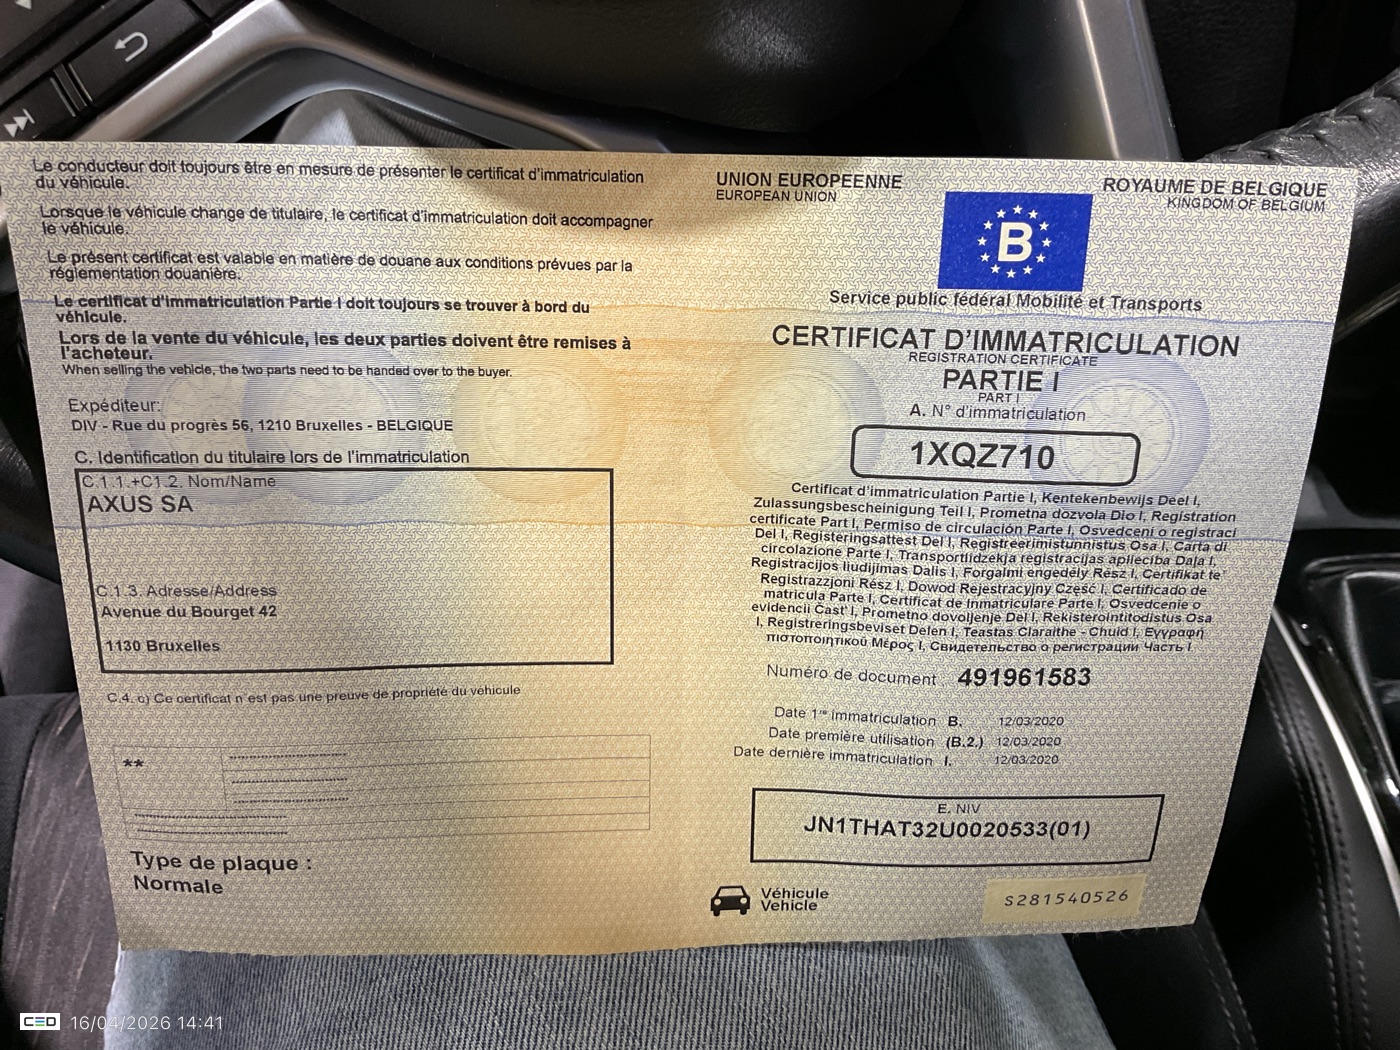 Le conducteur doit toujours être en mesure de présenter le certificat d'immatriculation
du véhicule.
Lorsque le véhicule change de titulaire, le certificat d'immatriculation doit accompagner
le véhicule.
Le présent certificat est valable en matière de douane aux conditions prévues par la
réglementation douanière.
Le certificat d'immatriculation Partie I doit toujours se trouver à bord du
véhicule.
Lors de la vente du véhicule, les deux parties doivent être remises à
l'acheteur.
When selling the vehicle, the two parts need to be handed over to the buyer.
Expéditeur:
DIV - Rue du progrès 56, 1210 Bruxelles - BELGIQUE
C. Identification du titulaire lors de l'immatriculation
C.1.1.+C1.2. Nom/Name
AXUS SA
C.1.3. Adresse/Address
Avenue du Bourget 42
1130 Bruxelles
C.4. c) Ce certificat n'est pas une preuve de propriété du véhicule
**
Type de plaque :
Normale
UNION EUROPEENNE
EUROPEAN UNION
B
ROYAUME DE BELGIQUE
KINGDOM OF BELGIUM
Service public fédéral Mobilité et Transports
CERTIFICAT D'IMMATRICULATION
REGISTRATION CERTIFICATE
PARTIE I
PART I
A. N° d'immatriculation
1XQZ710
Certificat d'immatriculation Partie I, Kentekenbewijs Deel I,
Zulassungsbescheinigung Teil I, Prometna dozvola Dio I, Registration
certificate Part I, Permiso de circulación Parte I, Osvedceni o registraci
Del I, Registeringsattest Del I, Registreerimistunnistus Osa I, Carta di
circolazione Parte I, Transportlidzekja registracijas aplieciba Daja I,
Registracijos liudijimas Dalis I, Forgalmi engedély Rész I, Certifikat te'
Registrazzjoni Rész I, Dowod Rejestracyjny Część I, Certificado de
matricula Parte I, Certificat de Inmatriculare Parte I, Osvedcenie o
evidencii Cast' I, Prometno dovoljenje Del I, Rekisterointitodistus Osa
I, Registreringsbeviset Delen I, Teastas Claraithe - Chuid I, Εγγραφή
πιστοποιητικού Μέρος I, Свидетельство о регистрации Часть I
Numéro de document : 491961583
Date 1re immatriculation B. 12/03/2020
Date première utilisation (B.2.) 12/03/2020
Date dernière immatriculation I. 12/03/2020
E. NIV
JN1THAT32U0020533(01)
Véhicule
Vehicle
S281540526
CED 16/04/2026 14:41